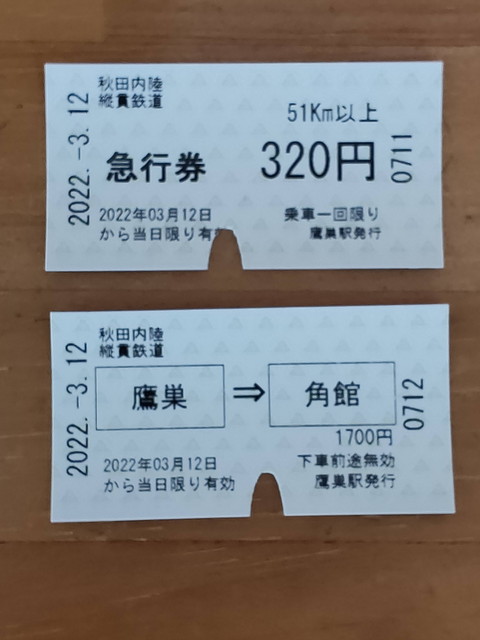 秋田内陸
縦貫鉄道
2022.-3.12
51Km以上
急行券
320円
0711
2022年03月12日
から当日限り有効
乗車一回限り
鷹巣駅発行
秋田内陸
縦貫鉄道
2022.-3.12
鷹巣 ⇒ 角館
0712
1700円
2022年03月12日
から当日限り有効
下車前途無効
鷹巣駅発行